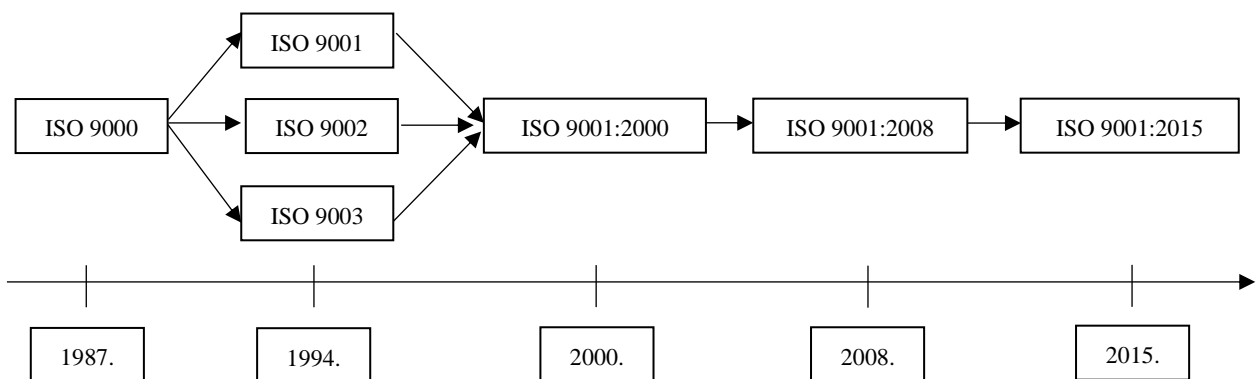 ISO 9001
ISO 9000
ISO 9002
ISO 9001:2000
ISO 9001:2008
ISO 9001:2015
ISO 9003
1987.
1994.
2000.
2008.
2015.